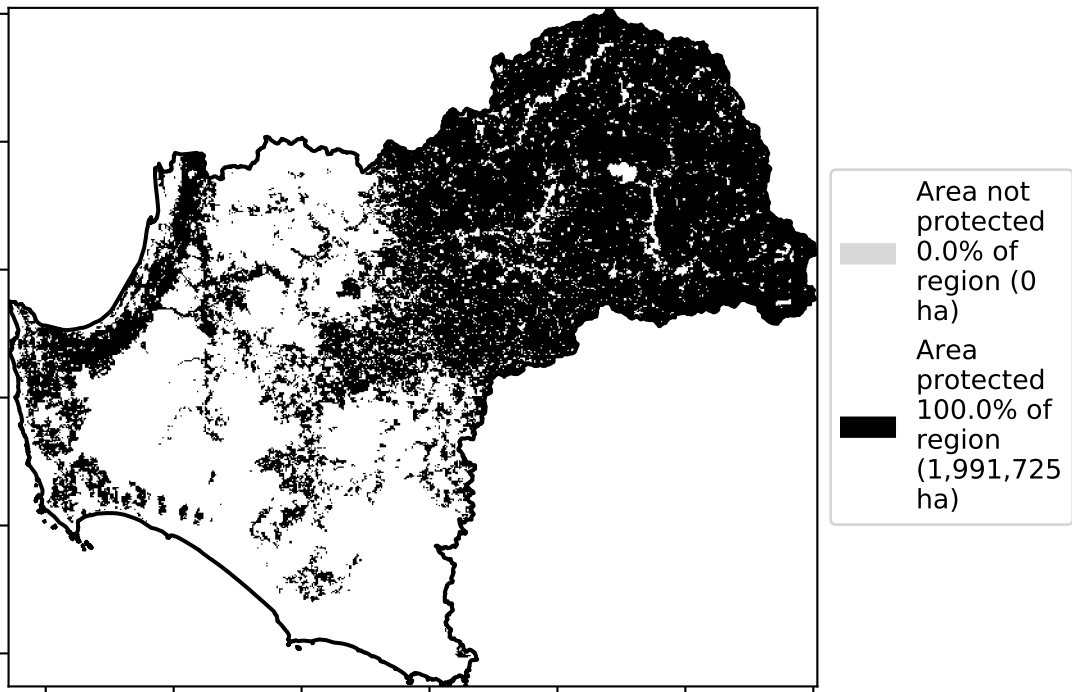 Area not
protected
0.0% of
region (0
ha)
Area
protected
100.0% of
region
(1,991,725
ha)